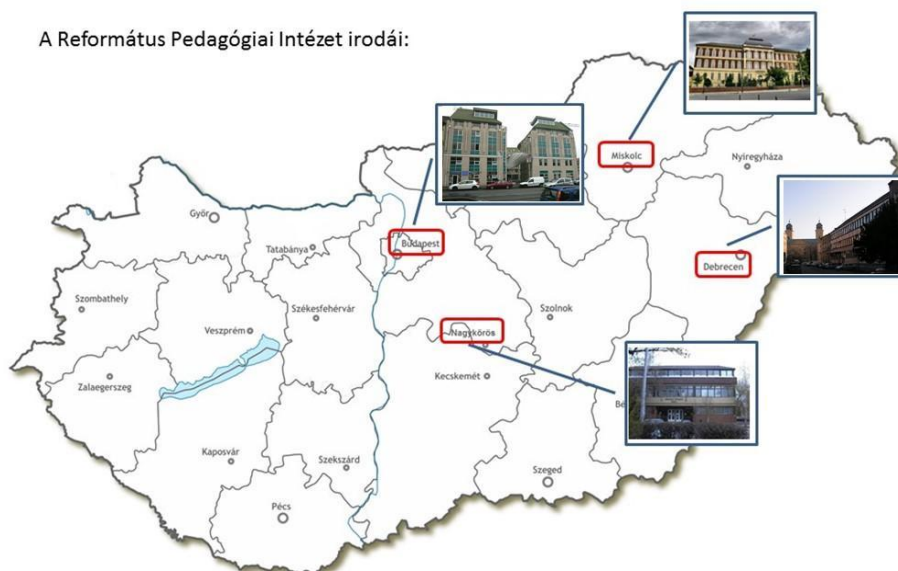 A Református Pedagógiai Intézet irodái:
Miskolc
Nyíregyháza
Győr
Budapest
Tatabánya
Debrecen
Szombathely
Székesfehérvár
Szolnok
Veszprém
Nagykőrös
Zalaegerszeg
Kecskemét
Kaposvár
Szekszárd
Szeged
Pécs